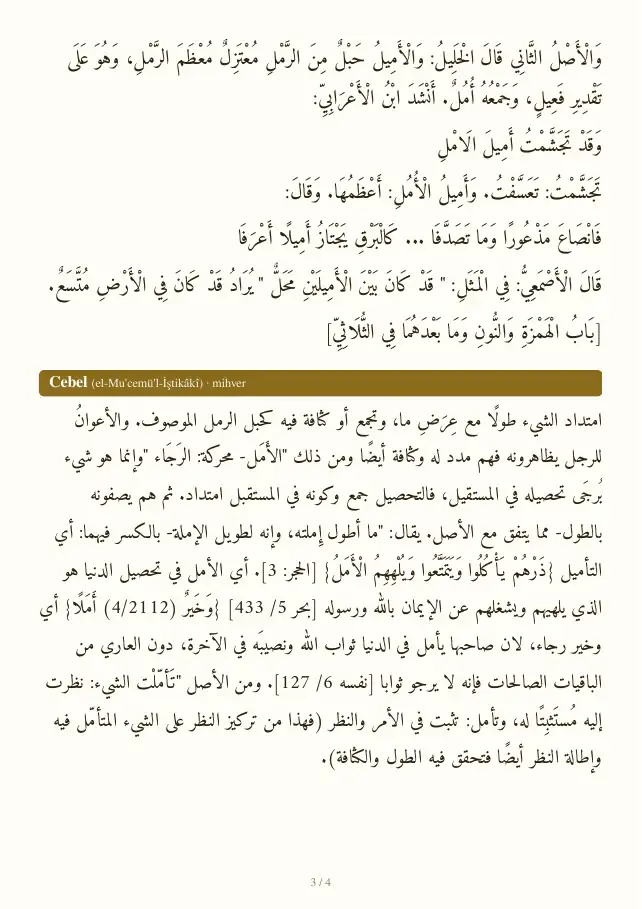 وَالْأَصْلُ الثَّانِي قَالَ الْخَلِيلُ: وَالْأَمِيلُ حَبْلٌ مِنَ الرَّمْلِ مُعْتَزِلٌ مُعْظَمَ الرَّمْلِ، وَهُوَ عَلَى
تَقْدِيرِ فَعِيلٍ، وَجَمْعُهُ أُمُلٌ. أَنْشَدَ ابْنُ الْأَعْرَابِيِّ:
وَقَدْ تَجَشَّمْتُ أَمِيلَ الَامْلِ
تَجَشَّمْتُ: تَعَسَّفْتُ. وَأَمِيلُ الْأُمُلِ: أَعْظَمُهَا. وَقَالَ:
فَانْصَاعَ مَذْعُورًا وَمَا تَصَدَّفَا ... كَالْبَرْقِ يَجْتَازُ أَمِيلًا أَعْرَفَا
قَالَ الْأَصْمَعِيُّ: فِي الْمَثَلِ: " قَدْ كَانَ بَيْنَ الْأَمِيلَيْنِ مَحَلٌّ " يُرَادُ قَدْ كَانَ فِي الْأَرْضِ مُتَّسَعٌ.
[بَابُ الْهَمْزَةِ وَالنُّونِ وَمَا بَعْدَهُمَا فِي الثُّلَاثِيِّ]
Cebel (el-Mu'cemü'l-İştikâkî) · mihver
امتداد الشيء طولًا مع عِرَضِ ما، وتجمع أو كثافة فيه كحبل الرمل الموصوف. والأعوانُ
للرجل يظاهرونه فهم مدد له وكثافة أيضًا ومن ذلك "الأَمَل- محركة: الرَجَاء "وإنما هو شيء
يُرجَى تحصيله في المستقيل، فالتحصيل جمع وكونه في المستقبل امتداد. ثم هم يصفونه
بالطول- مما يتفق مع الأصل. يقال: "ما أطول إِملته، وإنه لطويل الإملة- بالكسر فيهما: أي
التأميل {ذَرْهُمْ يَأْكُلُوا وَيَتَمَتَّعُوا وَيُلْهِهِمُ الْأَمَلُ} [الحجر: 3]. أي الأمل في تحصيل الدنيا هو
الذي يلهيهم ويشغلهم عن الإيمان بالله ورسوله [بحر 5/ 433] {وَخَيْرٌ (4/2112) أَمَلًا} أي
وخير رجاء، لان صاحبها يأمل في الدنيا ثواب الله ونصيبَه في الآخرة، دون العاري من
الباقيات الصالحات فإنه لا يرجو ثوابا [نفسه 6/ 127]. ومن الأصل "تَأَمّلْت الشيء: نظرت
إليه مُستَثبِتًا له، وتأمل: تثبت في الأمر والنظر (فهذا من تركيز النظر على الشيء المتأمّل فيه
وإطالة النظر أيضًا فتحقق فيه الطول والكثافة).
3 / 4